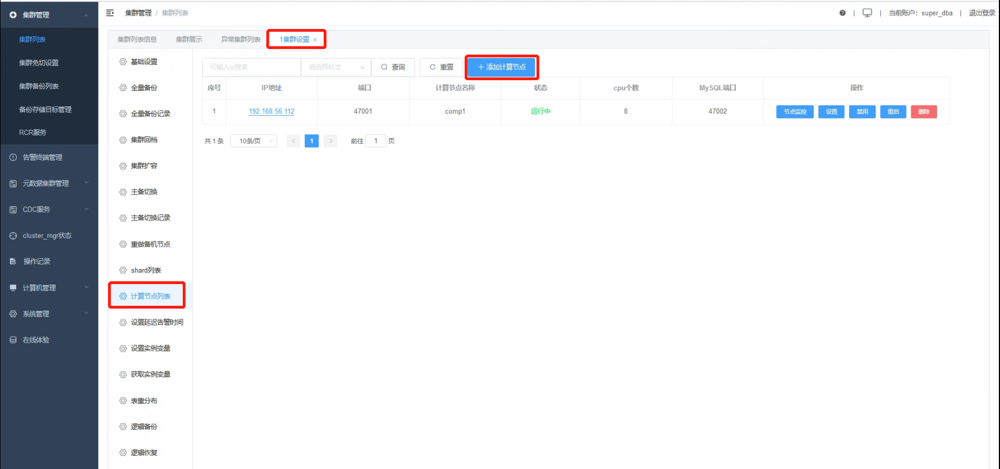 集群管理
集群列表
集群免切设置
集群备份列表
备份存储目标管理
RCR服务
告警终端管理
元数据集群管理
CDC服务
cluster_mgr状态
操作记录
计算机管理
系统管理
在线体验
集群管理 / 集群列表
| | 当前账户：super_dba | 退出登录
集群列表信息 集群展示 异常集群列表 1集群设置 ×
基础设置
全量备份
全量备份记录
集群回档
集群扩容
主备切换
主备切换记录
重做备机节点
shard列表
计算节点列表
设置延迟告警时间
设置实例变量
获取实例变量
表重分布
逻辑备份
逻辑恢复
可输入ip搜索 请选择状态 查询 重置 + 添加计算节点
序号 IP地址 端口 计算节点名称 状态 cpu个数 MySQL端口 操作
1 192.168.56.112 47001 comp1 运行中 8 47002 节点监控 设置 禁用 重启 删除
共 1 条 10条/页 < 1 > 前往 1 页